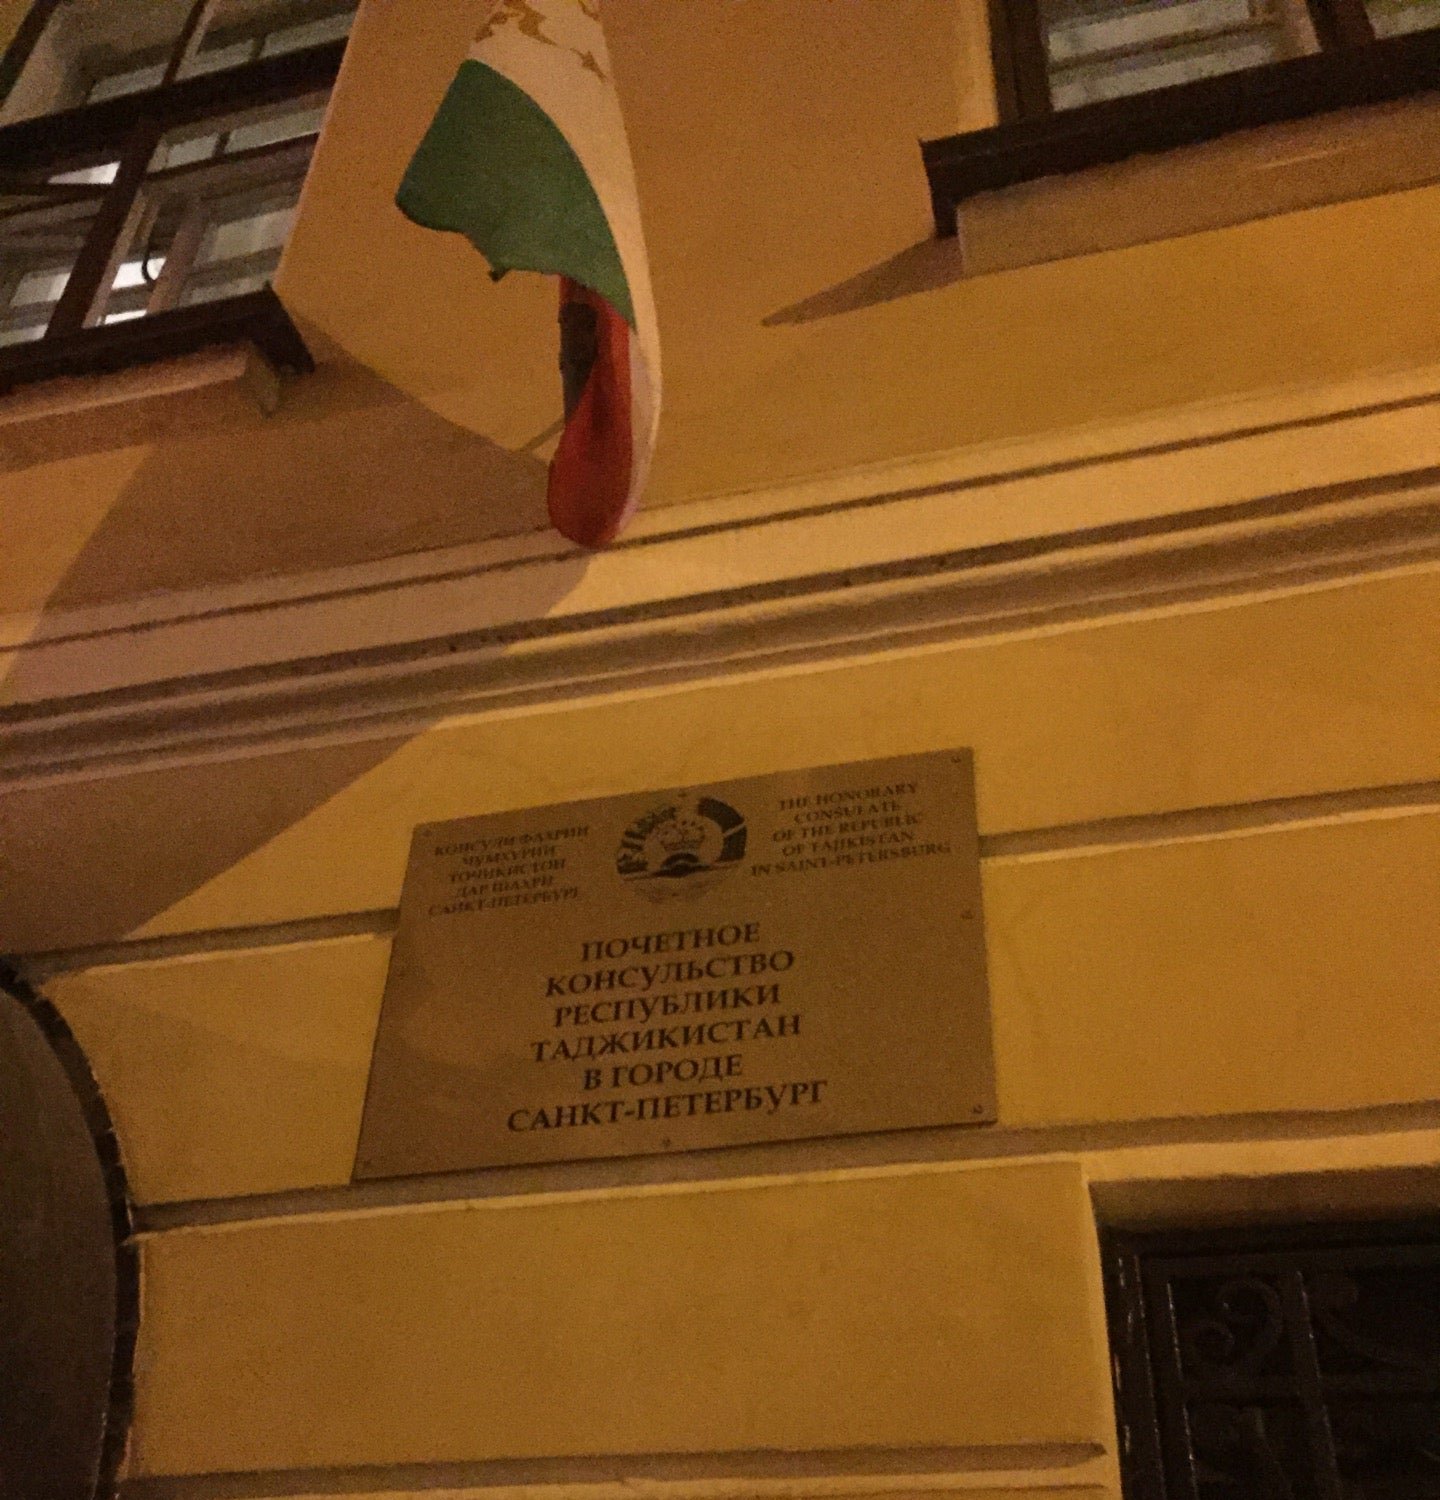 КОНСУЛИ ФАХРИИ
ҶУМҲУРИИ
ТОҶИКИСТОН
ДАР ШАҲРИ
САНКТ-ПЕТЕРБУРГ
THE HONORARY
CONSULATE
OF THE REPUBLIC
OF TAJIKISTAN
IN SAINT-PETERSBURG
ПОЧЕТНОЕ
КОНСУЛЬСТВО
РЕСПУБЛИКИ
ТАДЖИКИСТАН
В ГОРОДЕ
САНКТ-ПЕТЕРБУРГ